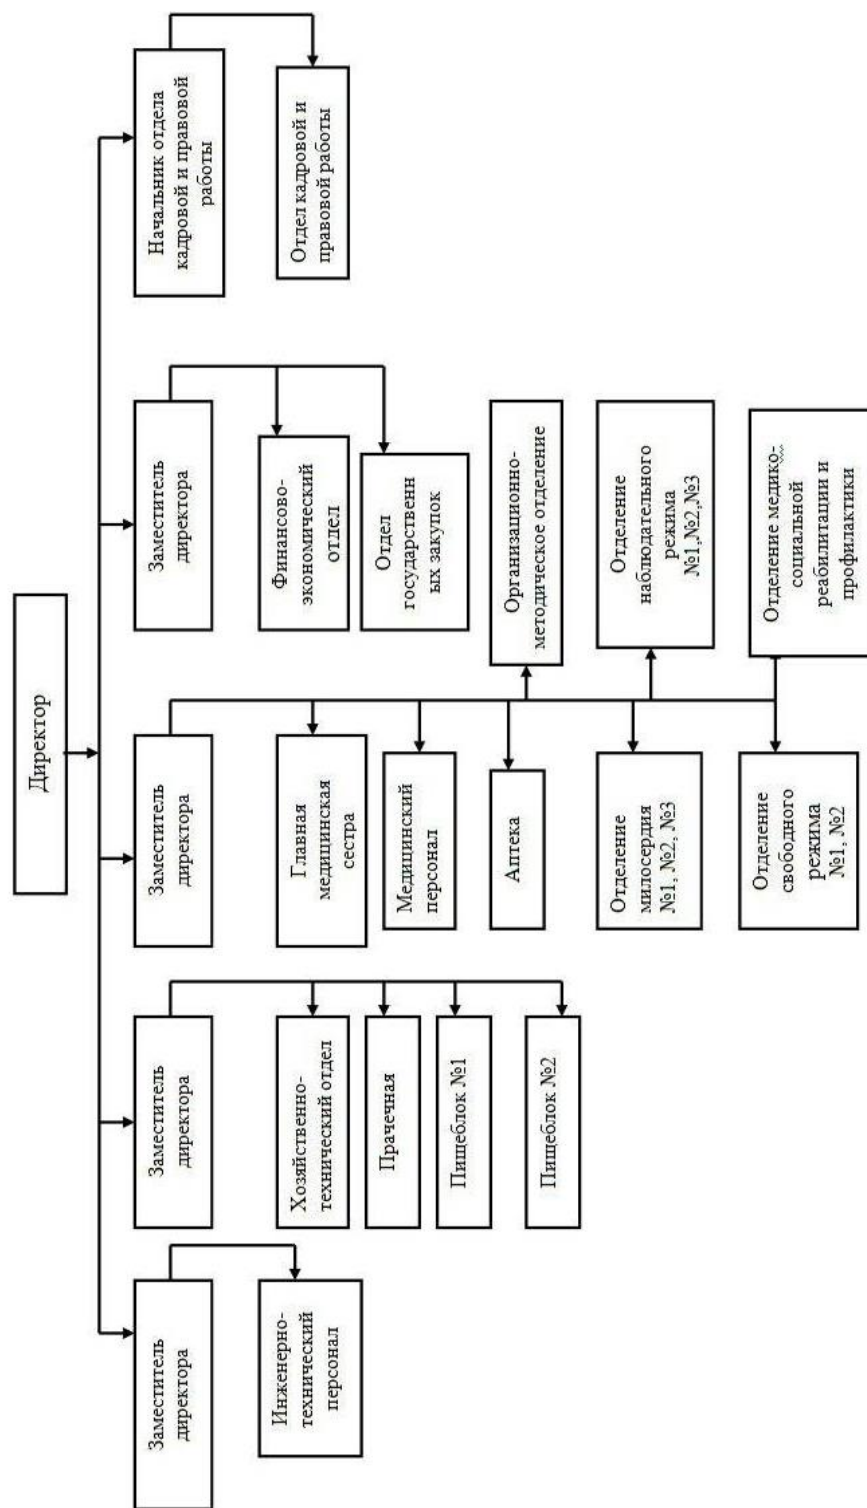 Директор
Заместитель
директора
Инженерно-
технический
персонал
Заместитель
директора
Хозяйственно-
технический отдел
Прачечная
Пищеблок №1
Пищеблок №2
Заместитель
директора
Главная
медицинская
сестра
Медицинский
персонал
Аптека
Отделение
милосердия
№1, №2, №3
Отделение
свободного
режима
№1, №2
Организационно-
методическое отделение
Отделение
наблюдательного
режима
№1,№2,№3
Отделение медико-
социальной
реабилитации и
профилактики
Заместитель
директора
Финансово-
экономический
отдел
Отдел
государственн
ых закупок
Начальник отдела
кадровой и правовой
работы
Отдел кадровой и
правовой работы